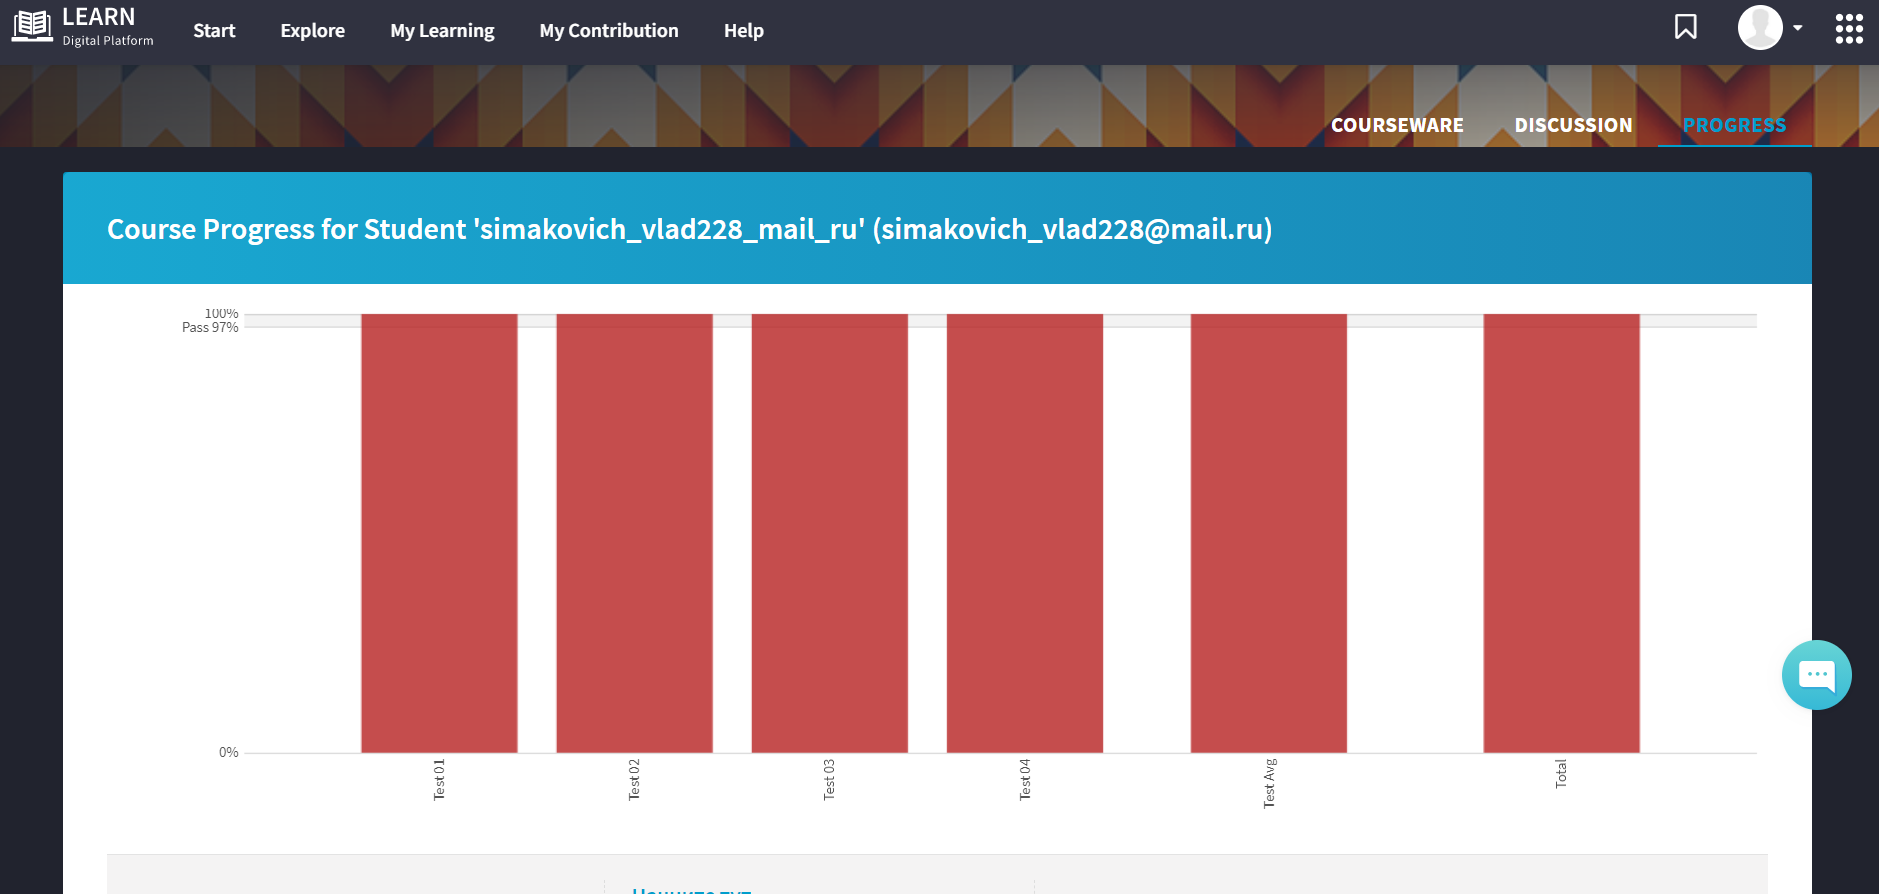 LEARN
Digital Platform
Start Explore My Learning My Contribution Help
COURSEWARE DISCUSSION PROGRESS
Course Progress for Student 'simakovich_vlad228_mail_ru' (simakovich_vlad228@mail.ru)
100%
Pass 97%
0%
Test 01
Test 02
Test 03
Test 04
Test Avg
Total